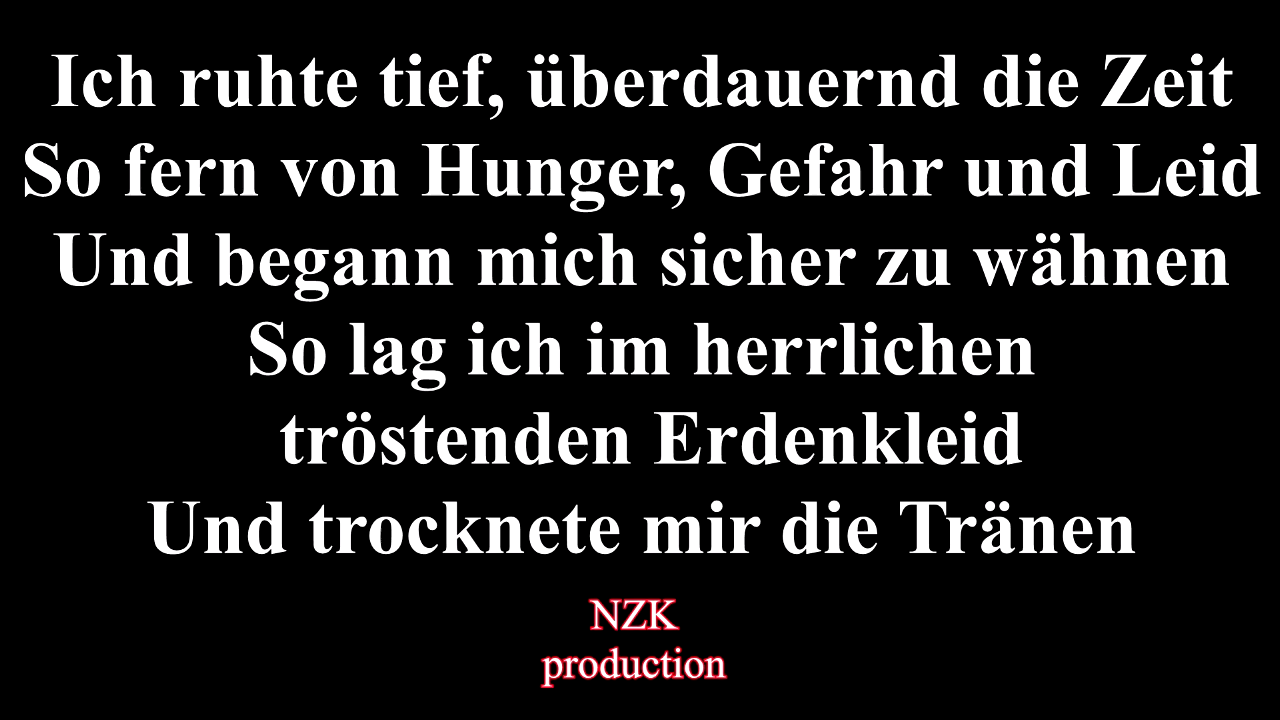 Ich ruhte tief, überdauernd die Zeit
So fern von Hunger, Gefahr und Leid
Und begann mich sicher zu wähnen
So lag ich im herrlichen
tröstenden Erdenkleid
Und trocknete mir die Tränen
NZK
production